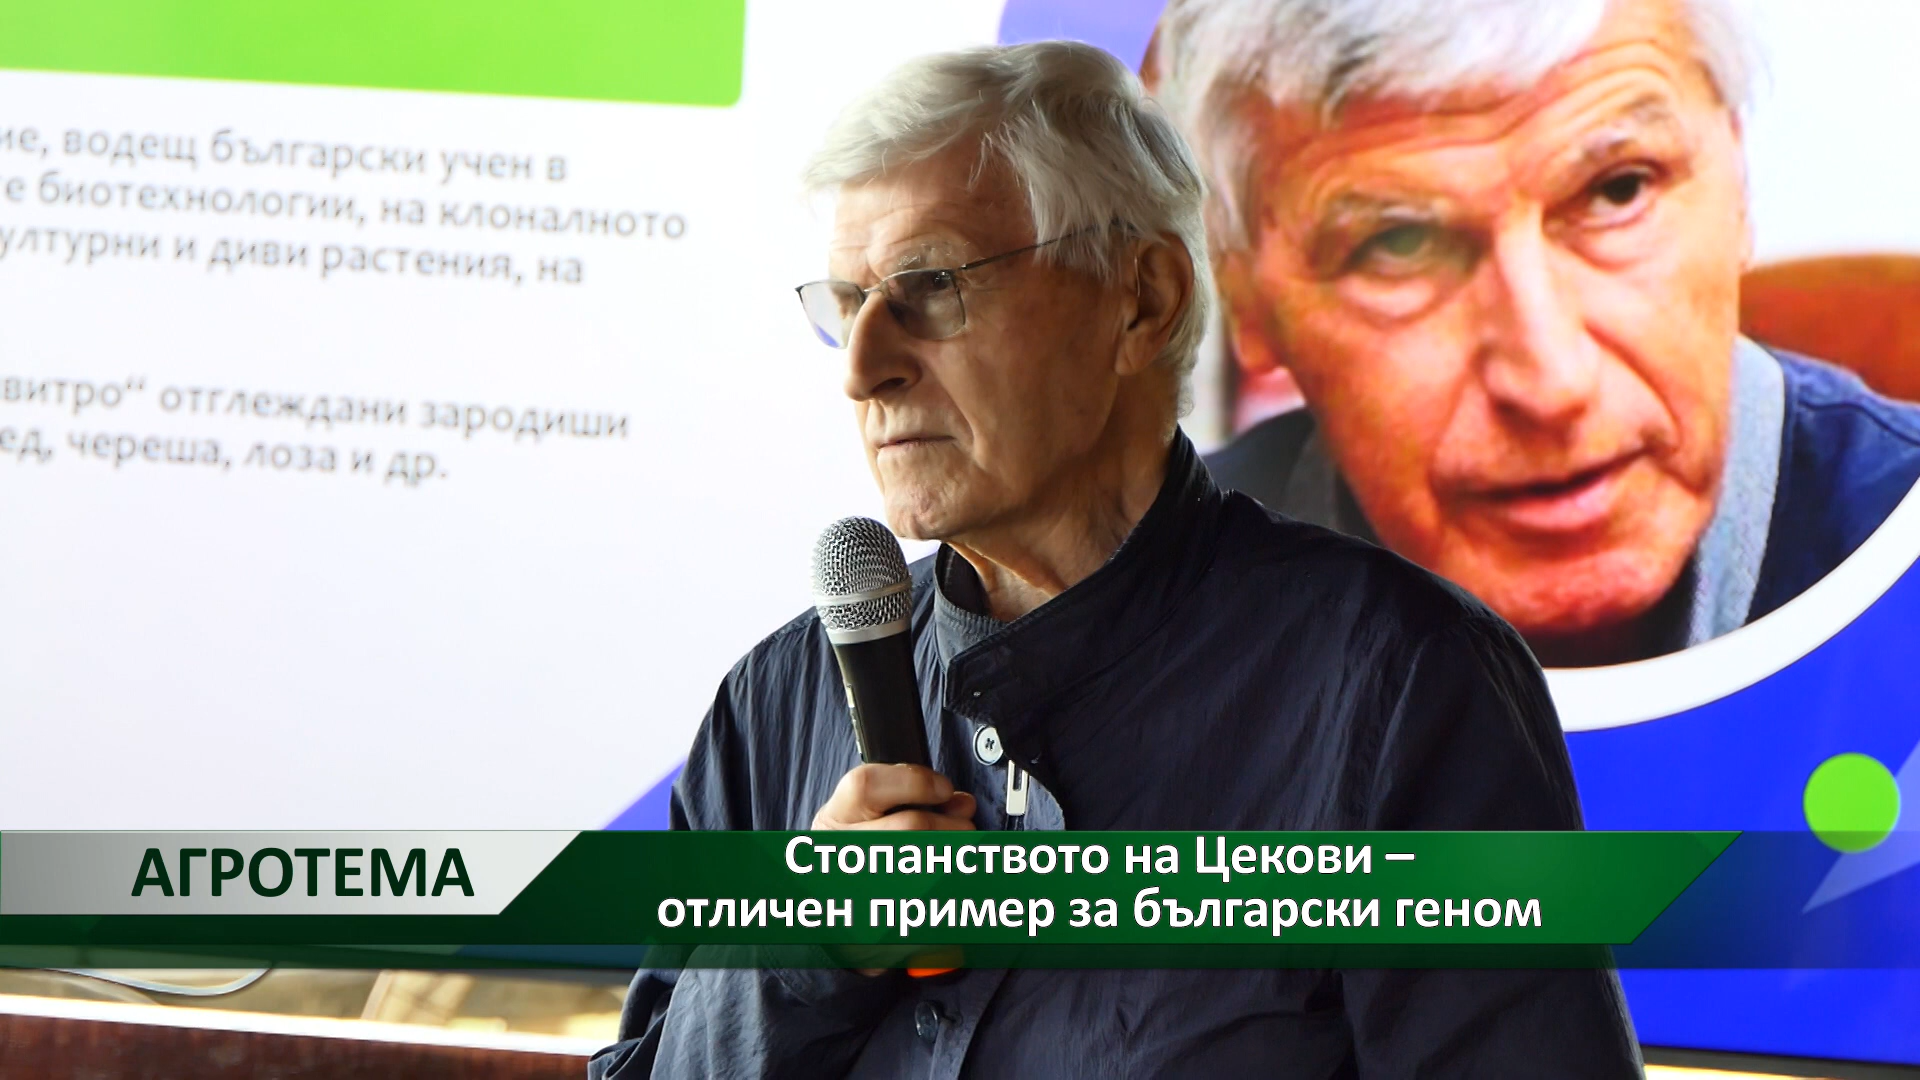 ие, водещ български учен в
те биотехнологии, на клоналното
ултурни и диви растения, на
витро“ отглеждани зародиши
ед, череша, лоза и др.
АГРОТЕМА
Стопанството на Цекови –
отличен пример за български геном